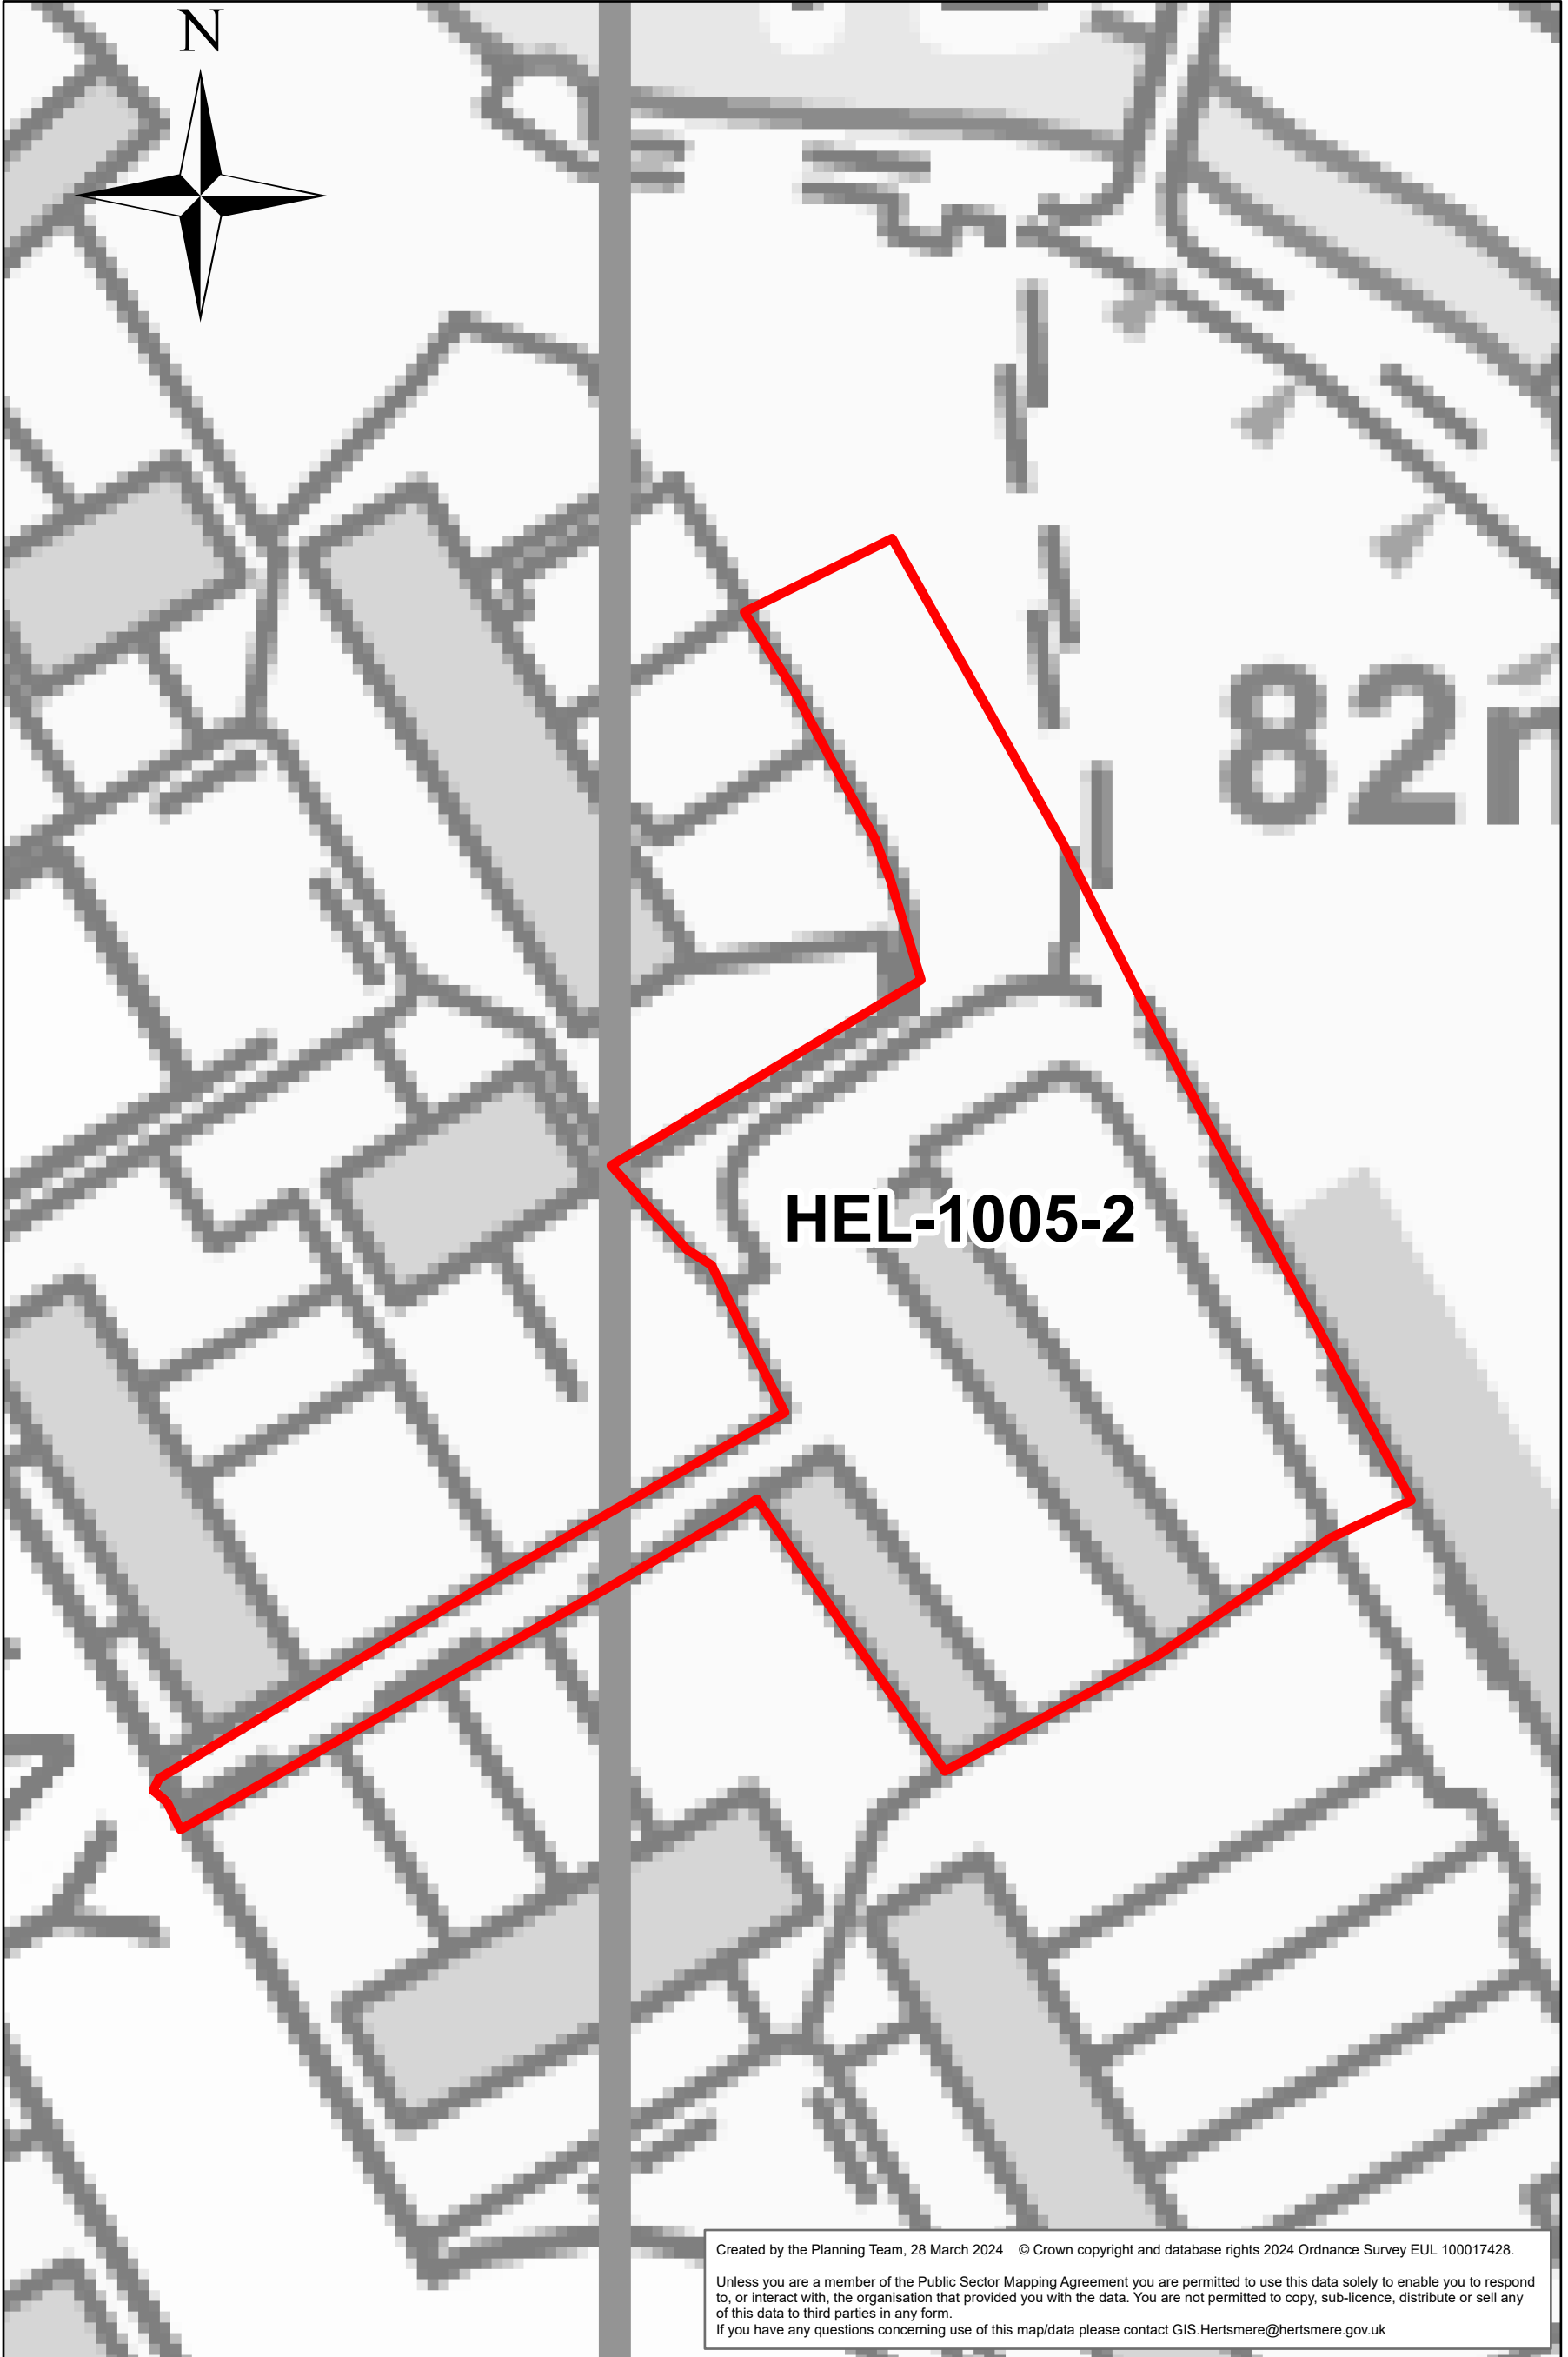 N
82m
HEL-1005-2
Created by the Planning Team, 28 March 2024 © Crown copyright and database rights 2024 Ordnance Survey EUL 100017428.
Unless you are a member of the Public Sector Mapping Agreement you are permitted to use this data solely to enable you to respond
to, or interact with, the organisation that provided you with the data. You are not permitted to copy, sub-licence, distribute or sell any
of this data to third parties in any form.
If you have any questions concerning use of this map/data please contact GIS.Hertsmere@hertsmere.gov.uk